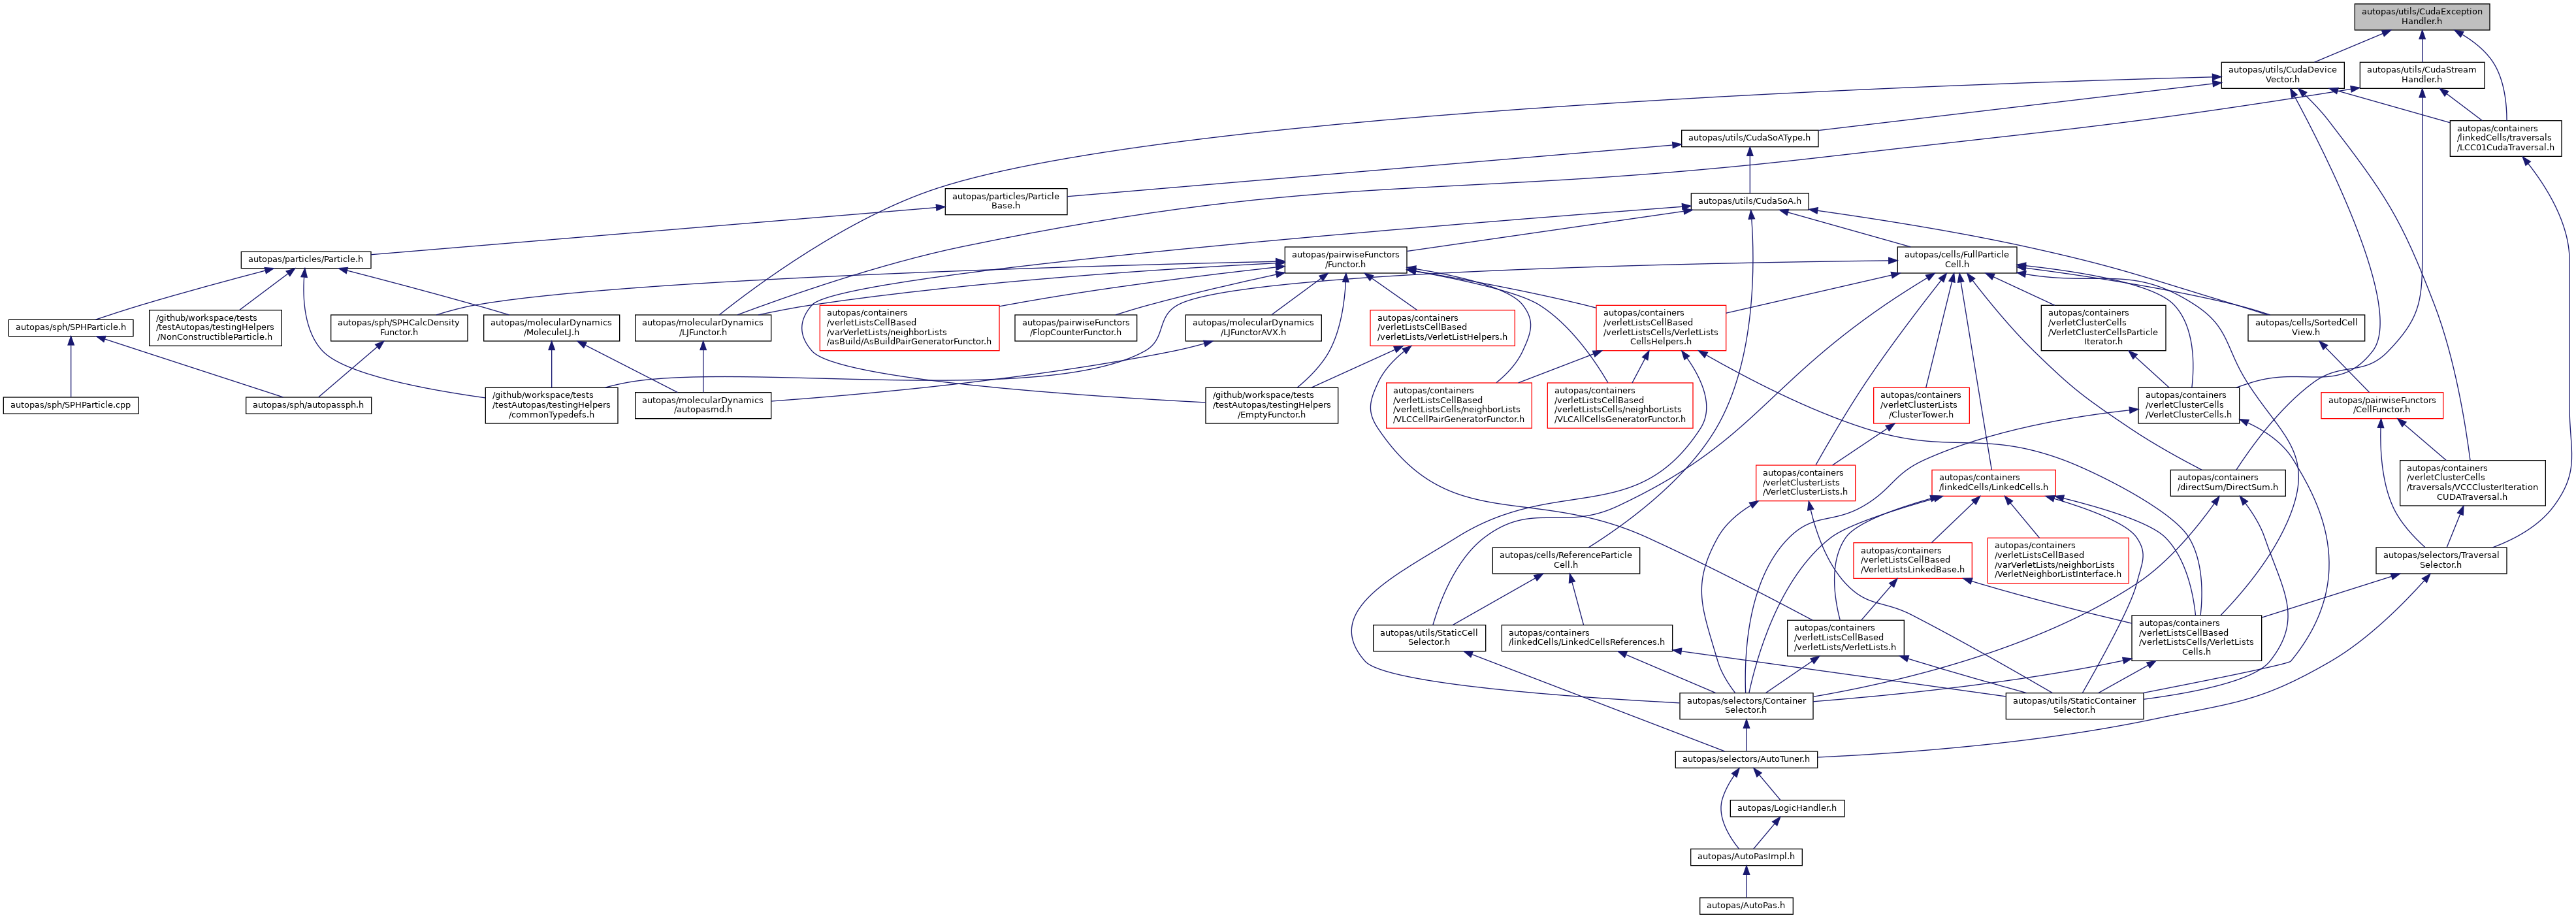 autopas/utils/CudaException
Handler.h
autopas/utils/CudaDevice
Vector.h
autopas/utils/CudaStream
Handler.h
autopas/containers
/linkedCells/traversals
/LCC01CudaTraversal.h
autopas/utils/CudaSoAType.h
autopas/particles/Particle
Base.h
autopas/utils/CudaSoA.h
autopas/particles/Particle.h
autopas/pairwiseFunctors
/Functor.h
autopas/cells/FullParticle
Cell.h
autopas/sph/SPHParticle.h
/github/workspace/tests
/testAutopas/testingHelpers
/NonConstructibleParticle.h
autopas/sph/SPHCalcDensity
Functor.h
autopas/molecularDynamics
/MoleculeLJ.h
autopas/molecularDynamics
/LJFunctor.h
autopas/containers
/verletListsCellBased
/varVerletLists/neighborLists
/asBuild/AsBuildPairGeneratorFunctor.h
autopas/pairwiseFunctors
/FlopCounterFunctor.h
autopas/molecularDynamics
/LJFunctorAVX.h
autopas/containers
/verletListsCellBased
/verletLists/VerletListHelpers.h
autopas/containers
/verletListsCellBased
/verletListsCells/VerletLists
CellsHelpers.h
autopas/containers
/verletClusterCells
/VerletClusterCellsParticle
Iterator.h
autopas/cells/SortedCell
View.h
autopas/sph/SPHParticle.cpp
autopas/sph/autopassph.h
/github/workspace/tests
/testAutopas/testingHelpers
/commonTypedefs.h
autopas/molecularDynamics
/autopasmd.h
/github/workspace/tests
/testAutopas/testingHelpers
/EmptyFunctor.h
autopas/containers
/verletListsCellBased
/verletListsCells/neighborLists
/VLCCellPairGeneratorFunctor.h
autopas/containers
/verletListsCellBased
/verletListsCells/neighborLists
/VLCAllCellsGeneratorFunctor.h
autopas/containers
/verletClusterLists
/ClusterTower.h
autopas/containers
/verletClusterCells
/VerletClusterCells.h
autopas/pairwiseFunctors
/CellFunctor.h
autopas/containers
/verletClusterLists
/VerletClusterLists.h
autopas/containers
/linkedCells/LinkedCells.h
autopas/containers
/directSum/DirectSum.h
autopas/containers
/verletClusterCells
/traversals/VCCClusterIteration
CUDATraversal.h
autopas/cells/ReferenceParticle
Cell.h
autopas/containers
/verletListsCellBased
/VerletListsLinkedBase.h
autopas/containers
/verletListsCellBased
/varVerletLists/neighborLists
/VerletNeighborListInterface.h
autopas/selectors/Traversal
Selector.h
autopas/utils/StaticCell
Selector.h
autopas/containers
/linkedCells/LinkedCellsReferences.h
autopas/containers
/verletListsCellBased
/verletLists/VerletLists.h
autopas/containers
/verletListsCellBased
/verletListsCells/VerletLists
Cells.h
autopas/selectors/Container
Selector.h
autopas/utils/StaticContainer
Selector.h
autopas/selectors/AutoTuner.h
autopas/LogicHandler.h
autopas/AutoPasImpl.h
autopas/AutoPas.h